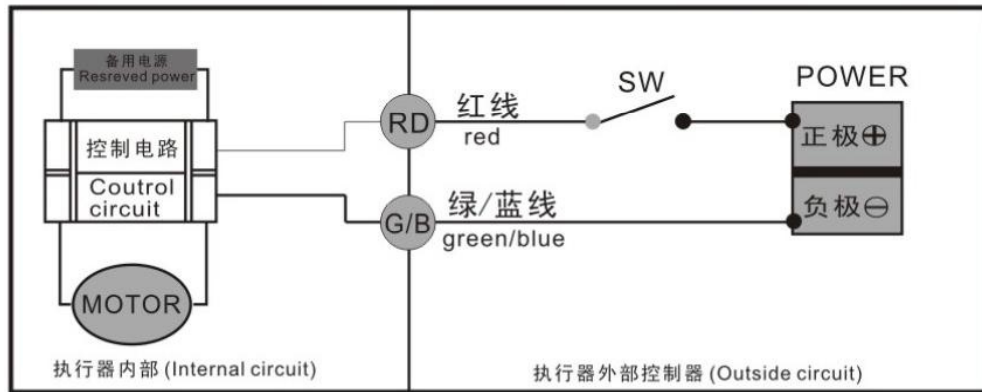 备用电源
Resreved power
控制电路
Coutrol
circuit
MOTOR
执行器内部 (Internal circuit)
RD
红线
red
SW
POWER
正极⊕
G/B
绿/蓝线
green/blue
负极⊖
执行器外部控制器 (Outside circuit)